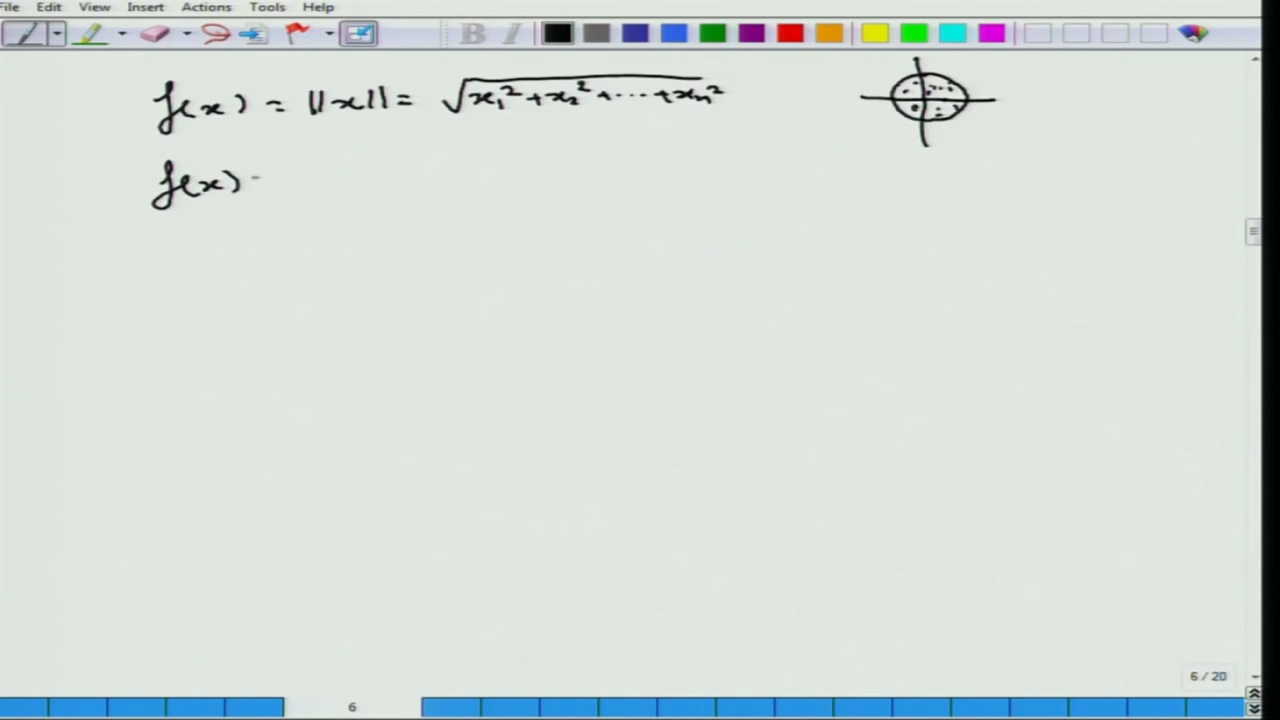 File Edit View Insert Actions Tools Help
B I
f(x) = ||x|| = √x₁² + x₂² + ··· + xₙ²
f(x) -
6 / 20
6